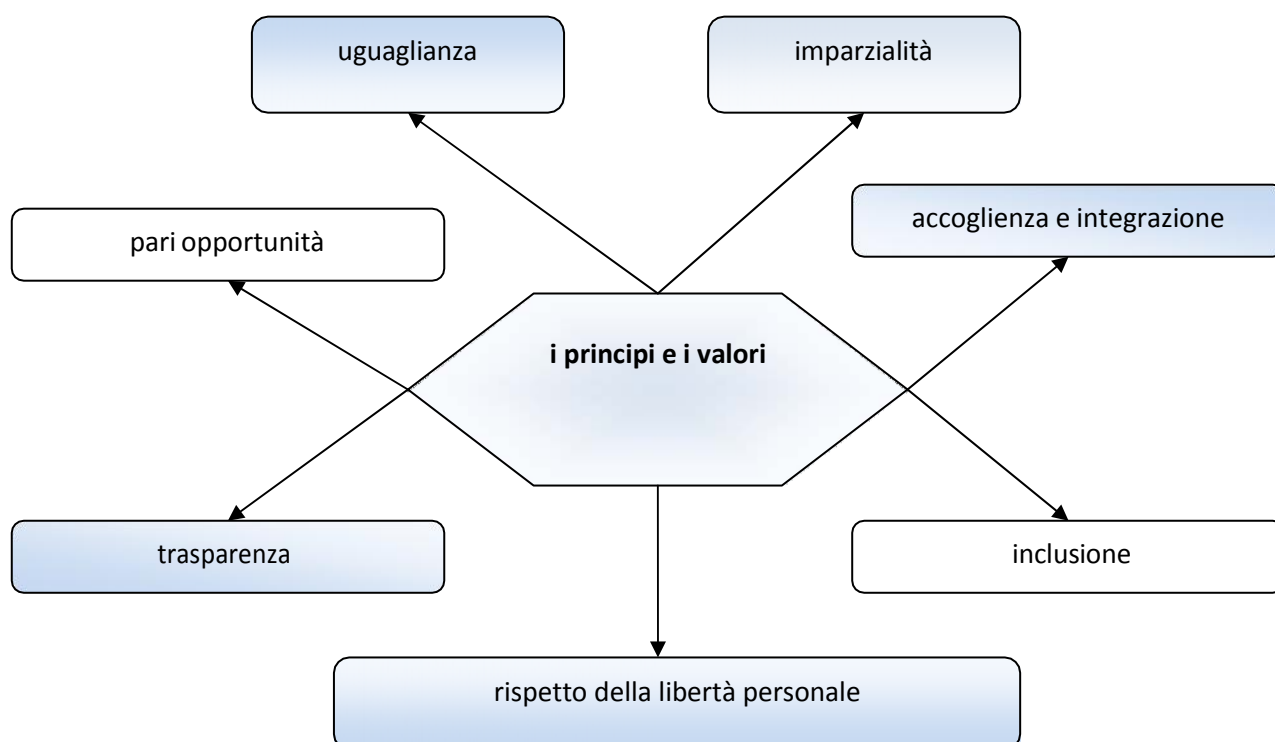 uguaglianza
imparzialità
accoglienza e integrazione
pari opportunità
i principi e i valori
trasparenza
inclusione
rispetto della libertà personale